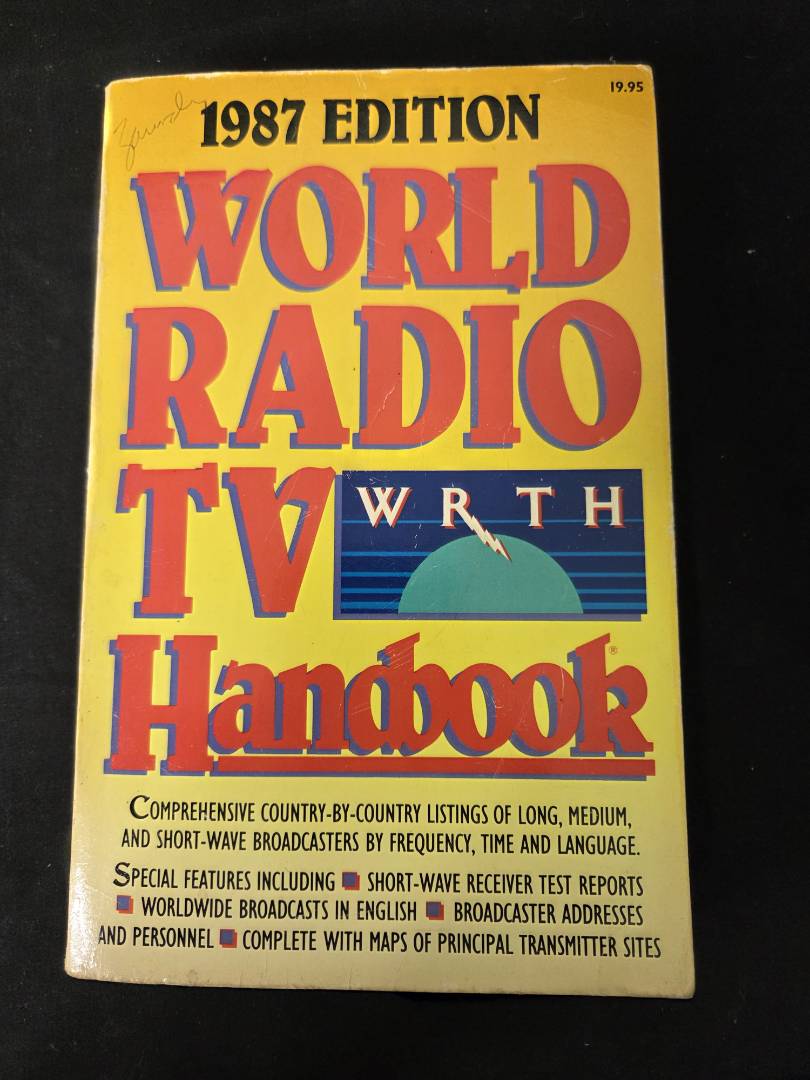 19.95
1987 EDITION
WORLD
RADIO
TV
WRTH
Handbook®
COMPREHENSIVE COUNTRY-BY-COUNTRY LISTINGS OF LONG, MEDIUM,
AND SHORT-WAVE BROADCASTERS BY FREQUENCY, TIME AND LANGUAGE.
SPECIAL FEATURES INCLUDING ■ SHORT-WAVE RECEIVER TEST REPORTS
■ WORLDWIDE BROADCASTS IN ENGLISH ■ BROADCASTER ADDRESSES
AND PERSONNEL ■ COMPLETE WITH MAPS OF PRINCIPAL TRANSMITTER SITES